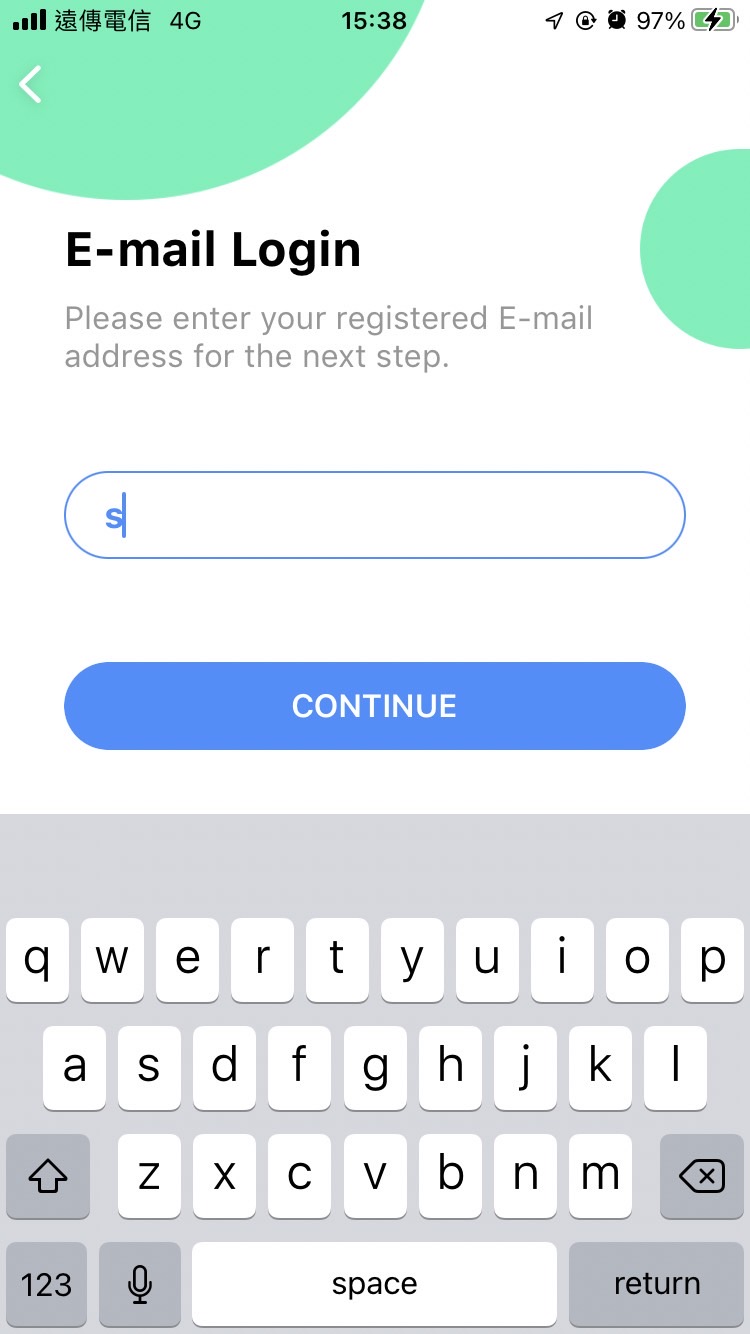 遠傳電信 4G 15:38 97%
E-mail Login
Please enter your registered E-mail
address for the next step.
s
CONTINUE
q w e r t y u i o p
a s d f g h j k l
z x c v b n m
123 space return